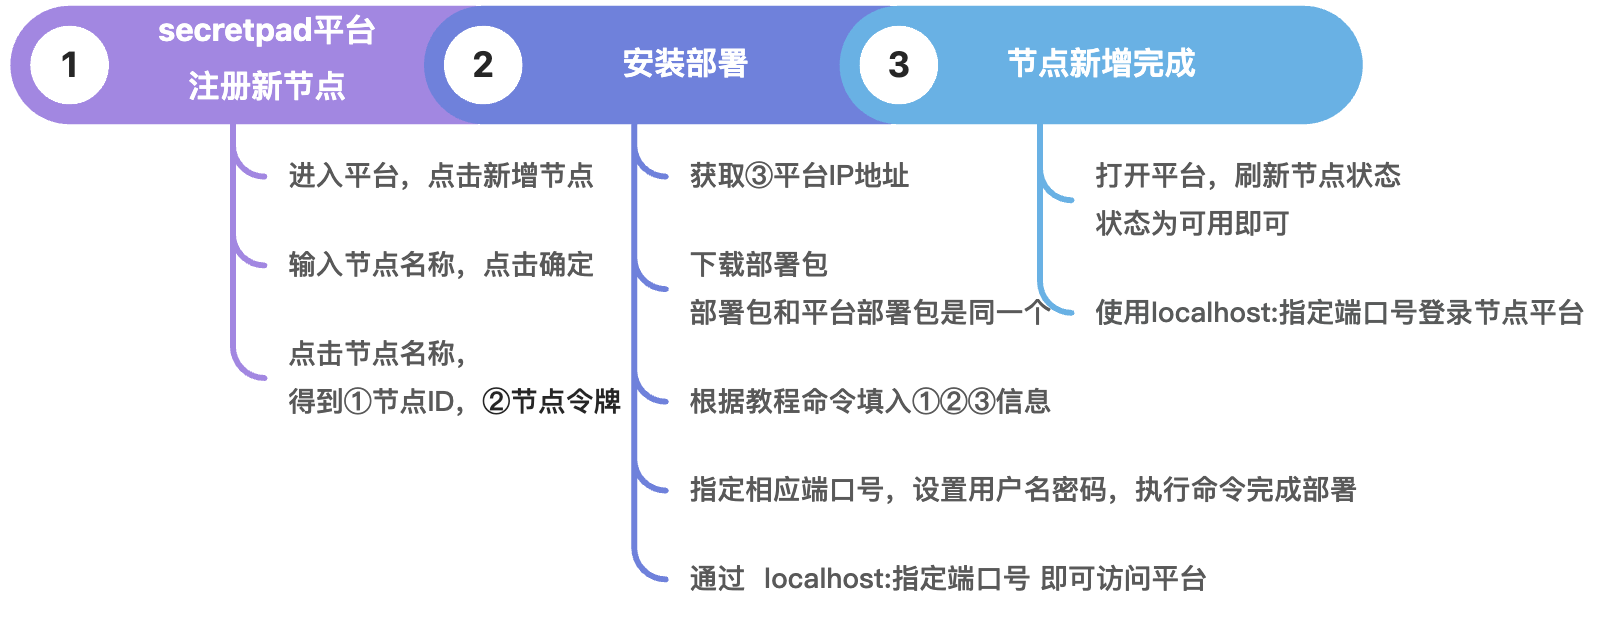 1
secretpad平台
注册新节点
进入平台，点击新增节点
输入节点名称，点击确定
点击节点名称，
得到①节点ID，②节点令牌
2
安装部署
获取③平台IP地址
下载部署包
部署包和平台部署包是同一个
根据教程命令填入①②③信息
指定相应端口号，设置用户名密码，执行命令完成部署
通过 localhost:指定端口号 即可访问平台
3
节点新增完成
打开平台，刷新节点状态
状态为可用即可
使用localhost:指定端口号登录节点平台